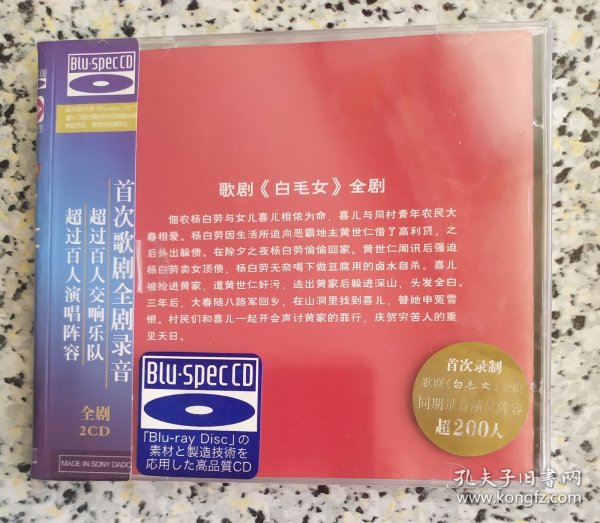 Blu-specCD
首次歌剧全剧录音
超过百人交响乐队
超过百人演唱阵容
全剧
2CD
MADE IN SONY DADC
歌剧《白毛女》全剧
佃农杨白劳与女儿喜儿相依为命，喜儿与同村青年农民大
春相爱。杨白劳因生活所迫向恶霸地主黄世仁借了高利贷，之
后外出躲债。在除夕之夜杨白劳偷偷回家。黄世仁闻讯后强迫
杨白劳卖女顶债，杨白劳无奈喝下做豆腐用的卤水自杀。喜儿
被抢进黄家，遭黄世仁奸污，逃出黄家后躲进深山，头发全白。
三年后，大春随八路军回乡，在山洞里找到喜儿，替她申冤雪
恨。村民们和喜儿一起开会声讨黄家的罪行，庆贺穷苦人的重
见天日。
Blu-specCD
「Blu-ray Disc」の
素材と製造技術を
応用した高品質CD
首次录制
歌剧《白毛女》全剧
同期录音演式阵容
超200人
孔夫子旧书网
www.kongfz.com